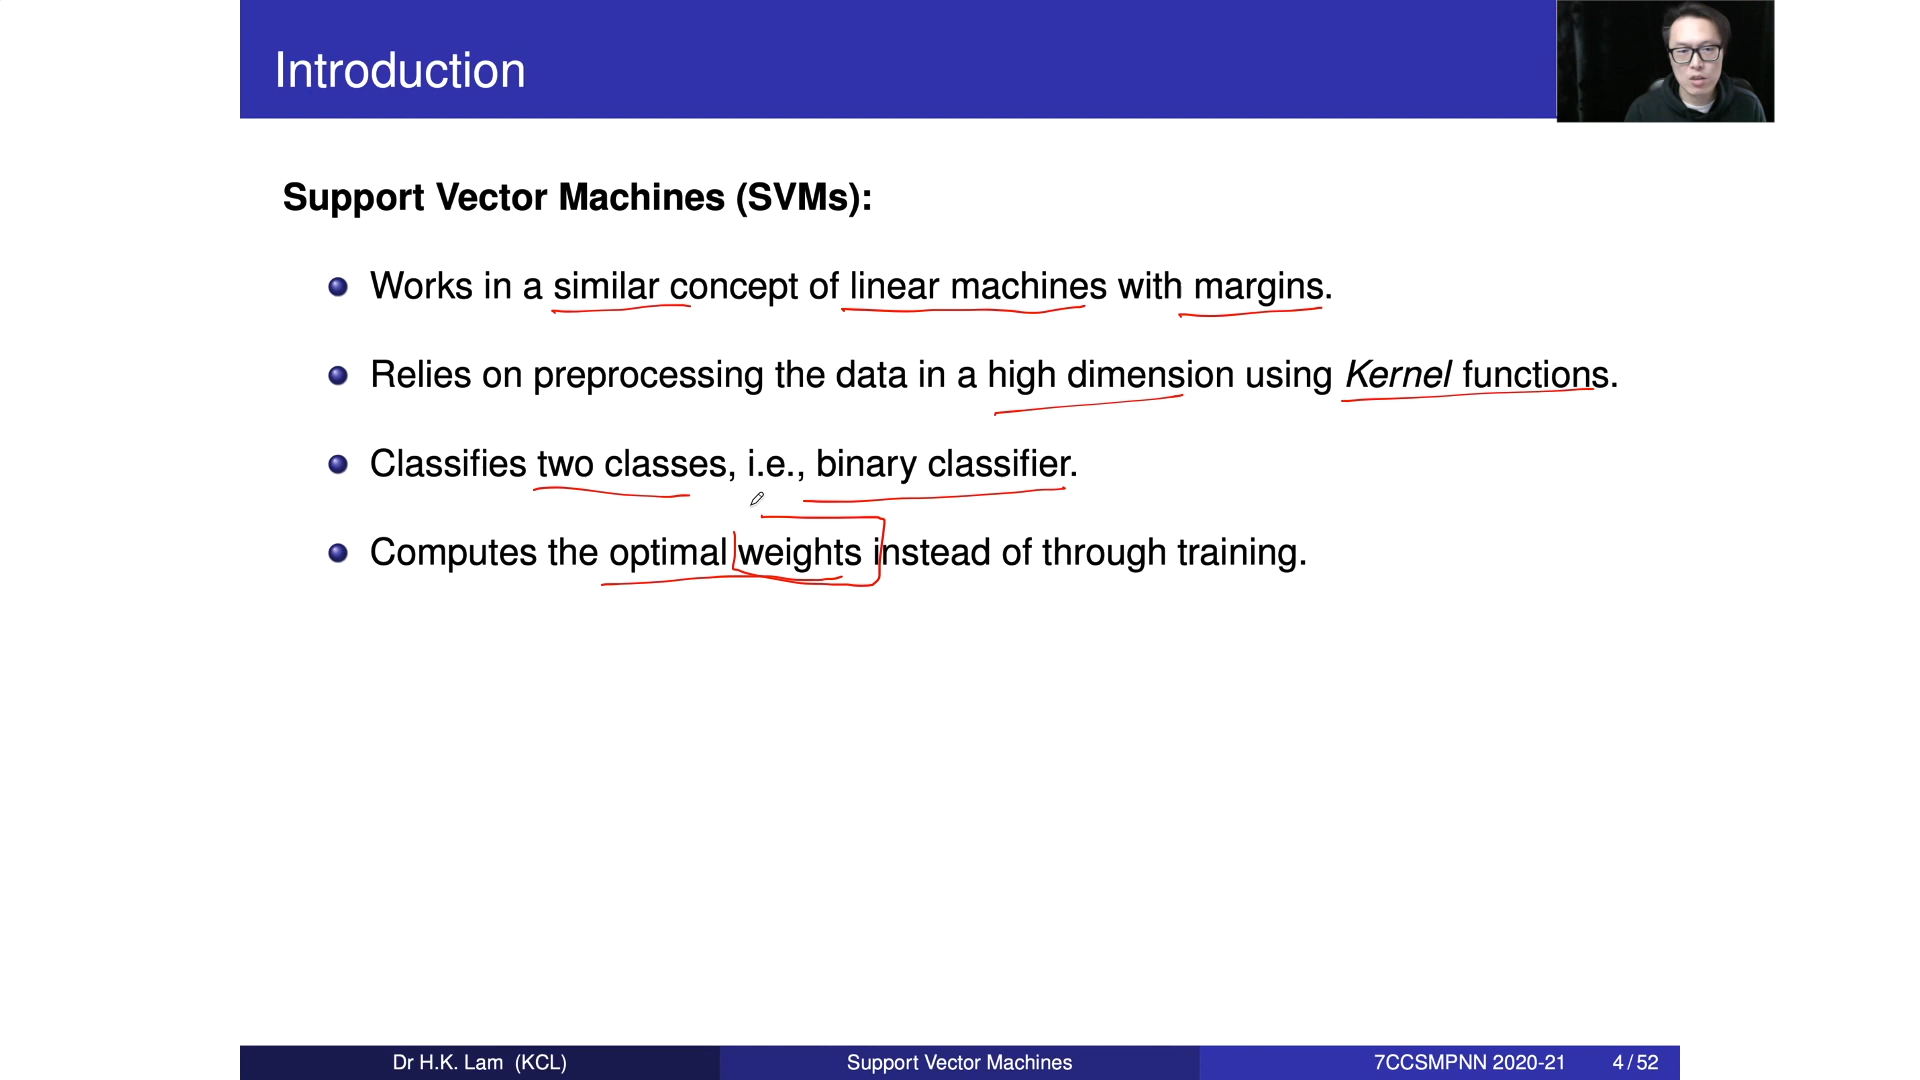 Introduction
Support Vector Machines (SVMs):
Works in a similar concept of linear machines with margins.
Relies on preprocessing the data in a high dimension using Kernel functions.
Classifies two classes, i.e., binary classifier.
Computes the optimal weights instead of through training.
Dr H.K. Lam (KCL) Support Vector Machines 7CCSMPNN 2020-21 4 / 52